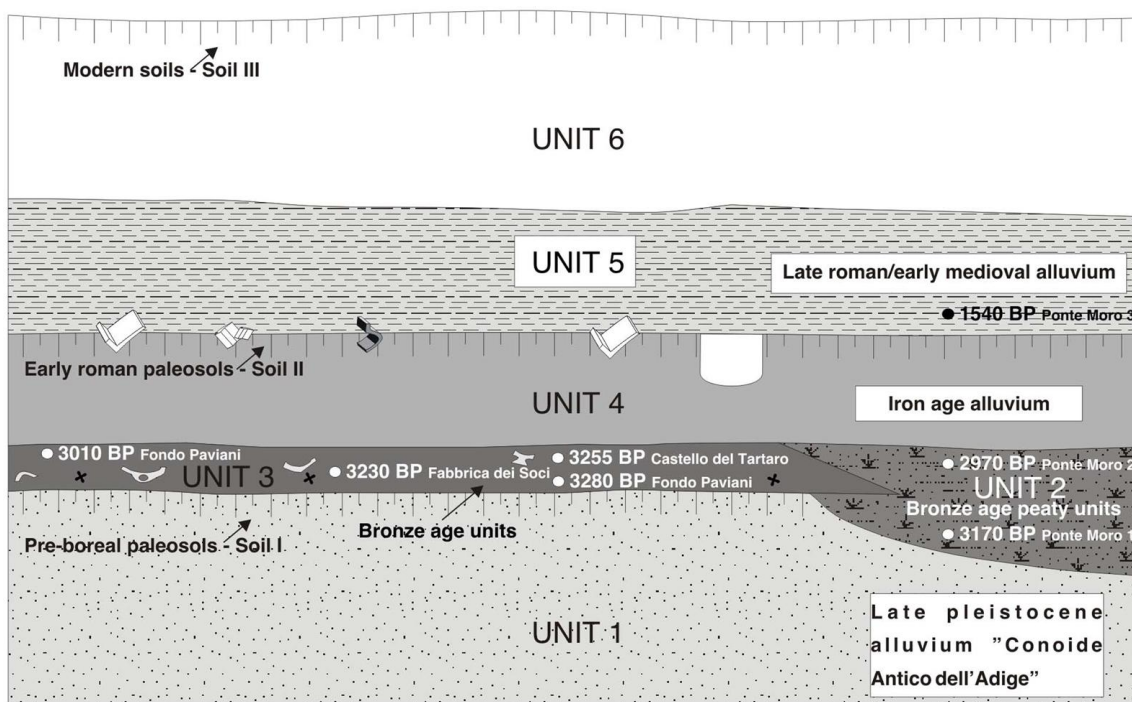 Modern soils - Soil III
UNIT 6
UNIT 5
Late roman/early medioval alluvium
1540 BP Ponte Moro 3
Early roman paleosols - Soil II
UNIT 4
Iron age alluvium
3010 BP Fondo Paviani
UNIT 3
3230 BP Fabbrica dei Soci
3255 BP Castello del Tartaro
3280 BP Fondo Paviani
2970 BP Ponte Moro 2
UNIT 2
Bronze age peaty units
3170 BP Ponte Moro 1
Bronze age units
Pre-boreal paleosols - Soil I
UNIT 1
Late pleistocene
alluvium ”Conoide
Antico dell’Adige”